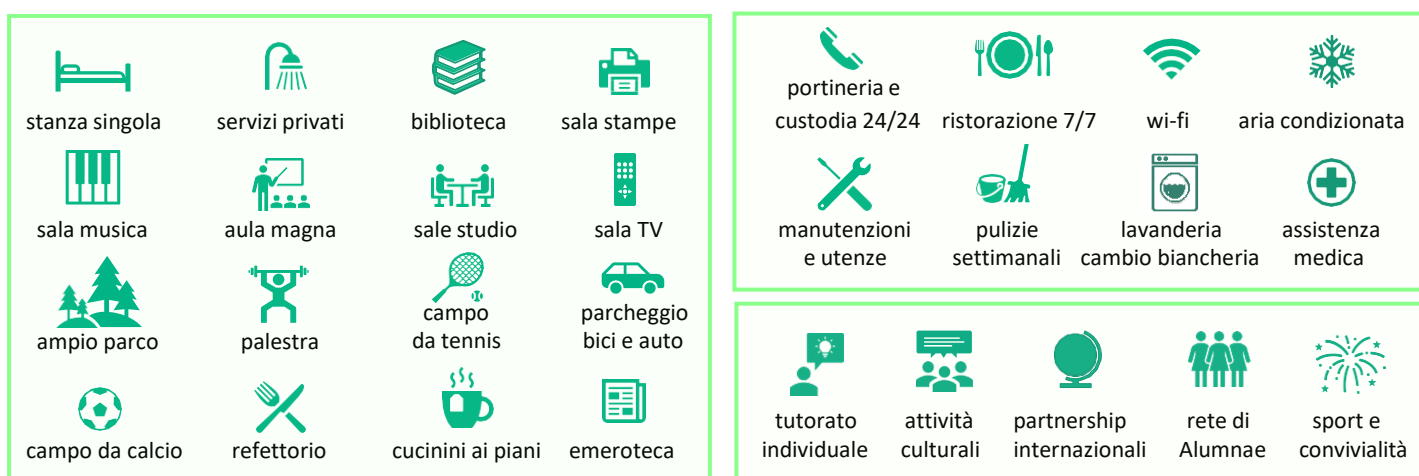 stanza singola
servizi privati
biblioteca
sala stampe
sala musica
aula magna
sale studio
sala TV
ampio parco
palestra
campo
da tennis
parcheggio
bici e auto
campo da calcio
refettorio
cucinini ai piani
emeroteca
portineria e
custodia 24/24
ristorazione 7/7
wi-fi
aria condizionata
manutenzioni
e utenze
pulizie
settimanali
lavanderia
cambio biancheria
assistenza
medica
tutorato
individuale
attività
culturali
partnership
internazionali
rete di
Alumnae
sport e
convivialità